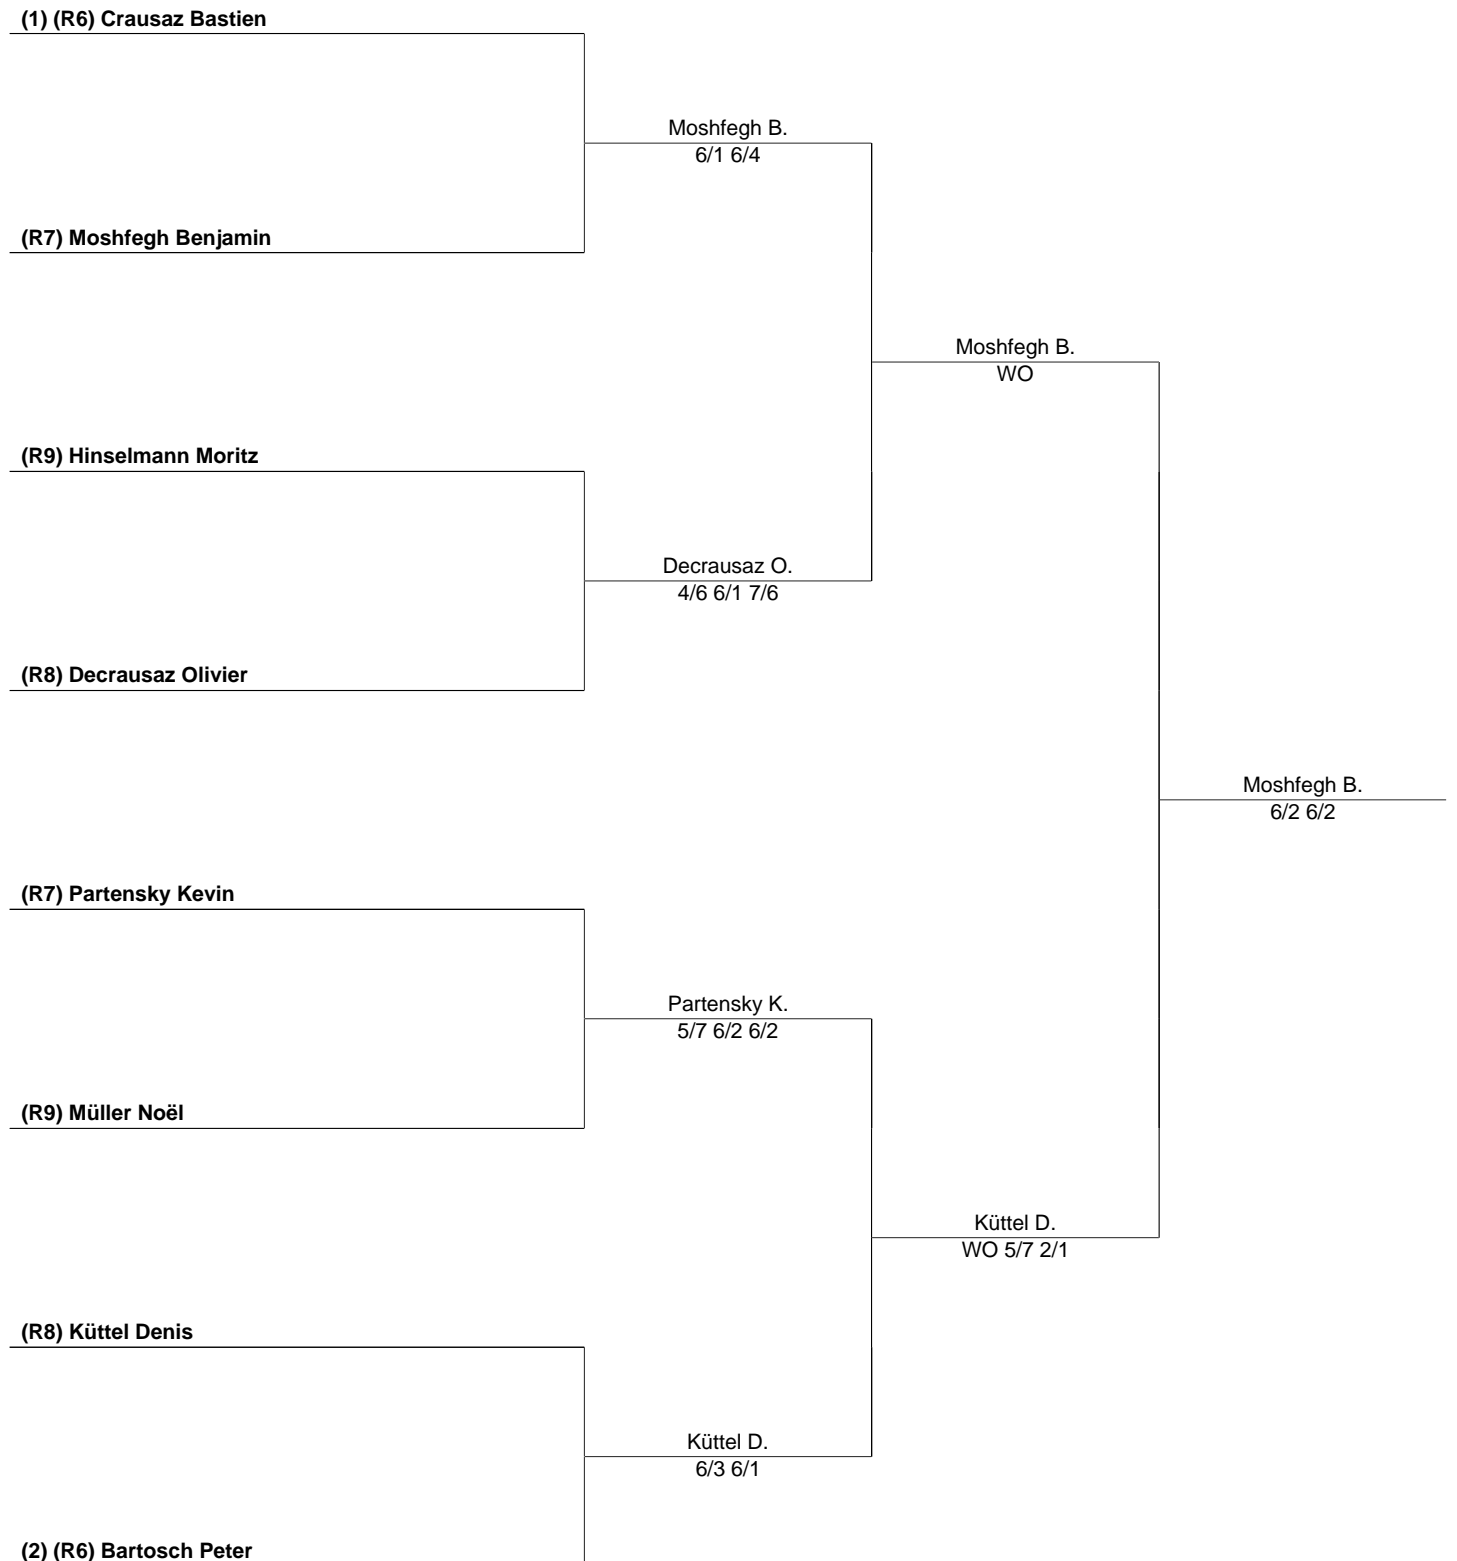 (1) (R6) Crausaz Bastien
Moshfegh B.
6/1 6/4
(R7) Moshfegh Benjamin
Moshfegh B.
WO
(R9) Hinselmann Moritz
Decrausaz O.
4/6 6/1 7/6
(R8) Decrausaz Olivier
Moshfegh B.
6/2 6/2
(R7) Partensky Kevin
Partensky K.
5/7 6/2 6/2
(R9) Müller Noël
Küttel D.
WO 5/7 2/1
(R8) Küttel Denis
Küttel D.
6/3 6/1
(2) (R6) Bartosch Peter